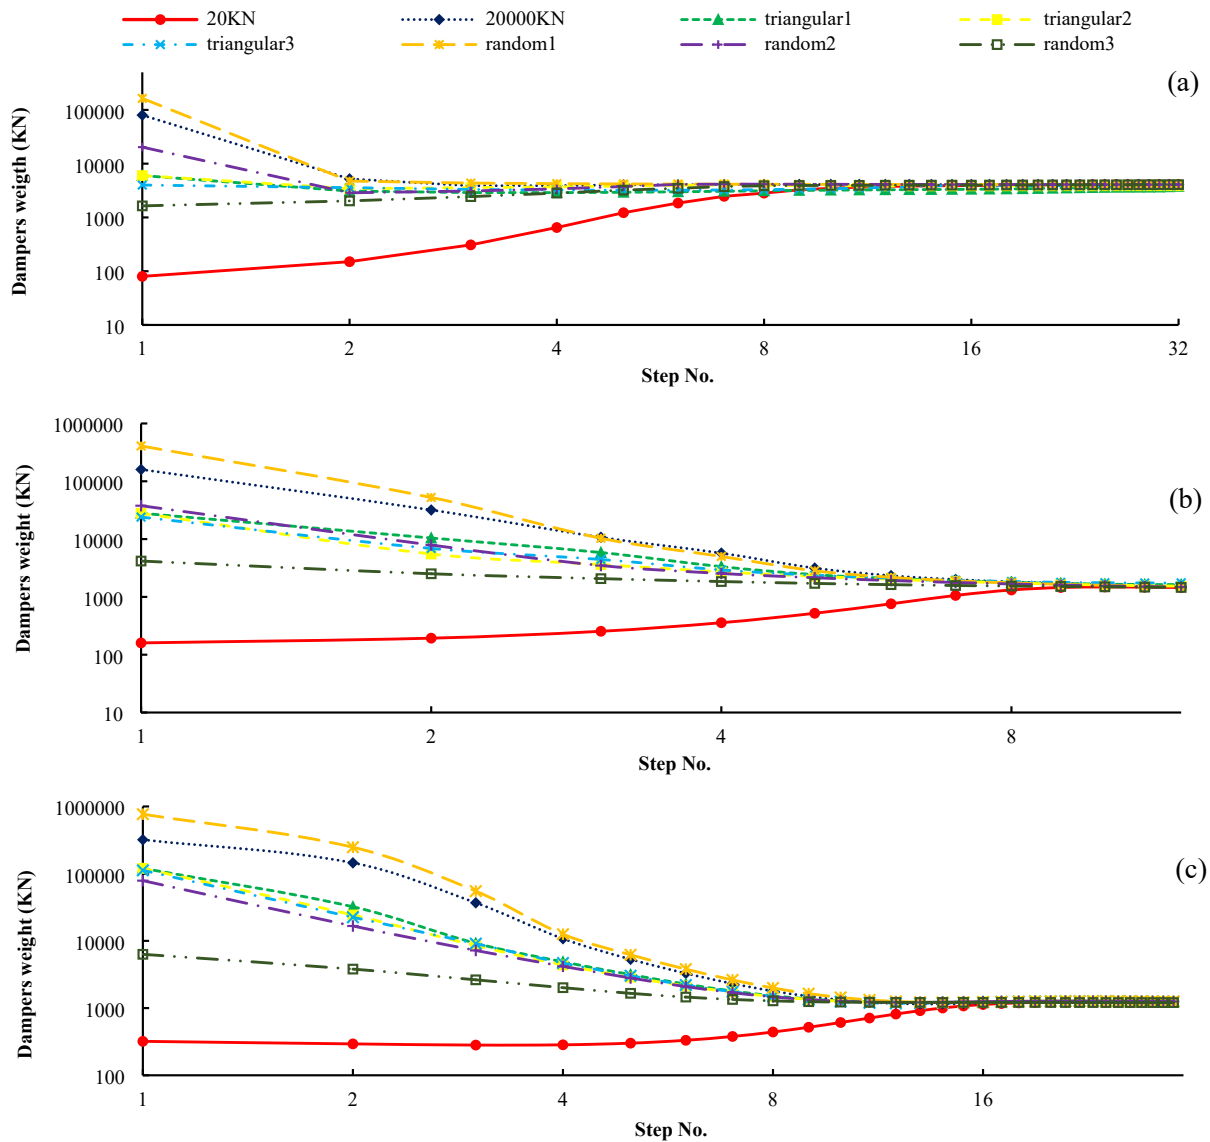 20KN 20000KN triangular1 triangular2
triangular3 random1 random2 random3
(a)
Dampers weigth (KN)
100000
10000
1000
100
10
1 2 4 8 16 32
Step No.
(b)
Dampers weight (KN)
1000000
100000
10000
1000
100
10
1 2 4 8
Step No.
(c)
Dampers weight (KN)
1000000
100000
10000
1000
100
1 2 4 8 16
Step No.